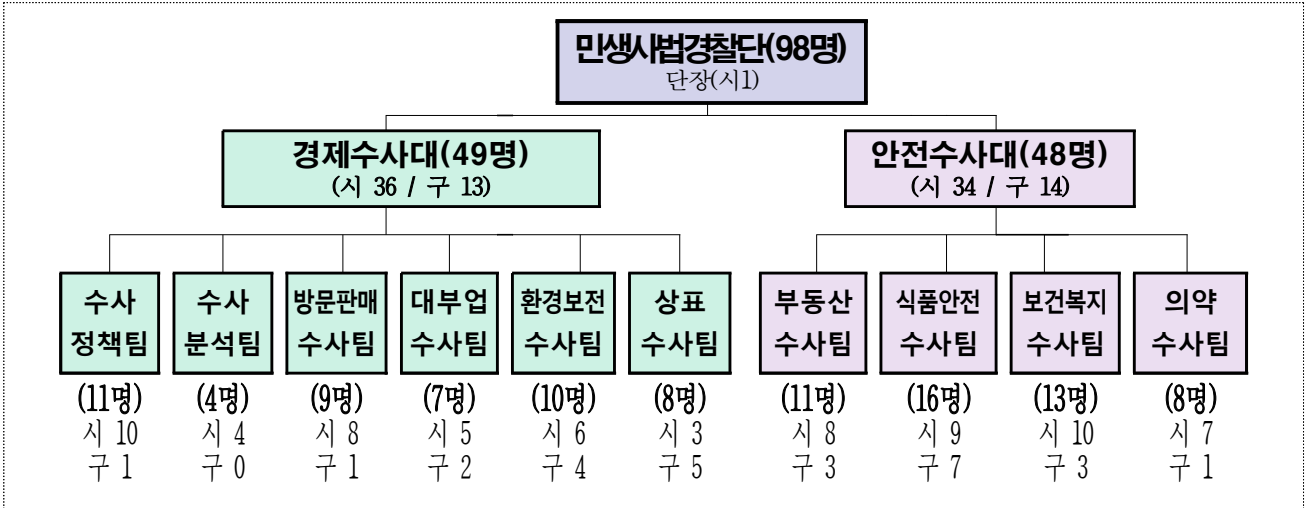 민생사법경찰단(98명)
단장(시1)
경제수사대(49명)
(시 36 / 구 13)
안전수사대(48명)
(시 34 / 구 14)
수사
정책팀
(11명)
시 10
구 1
수사
분석팀
(4명)
시 4
구 0
방문판매
수사팀
(9명)
시 8
구 1
대부업
수사팀
(7명)
시 5
구 2
환경보전
수사팀
(10명)
시 6
구 4
상표
수사팀
(8명)
시 3
구 5
부동산
수사팀
(11명)
시 8
구 3
식품안전
수사팀
(16명)
시 9
구 7
보건복지
수사팀
(13명)
시 10
구 3
의약
수사팀
(8명)
시 7
구 1